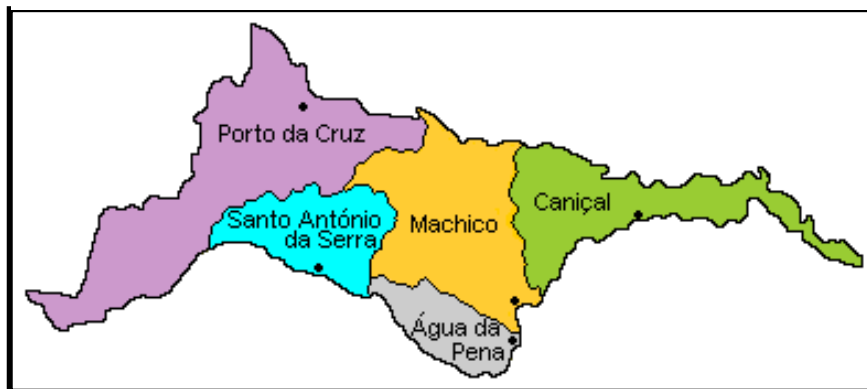 Porto da Cruz
Santo António
da Serra
Machico
Caniçal
Água da
Pena